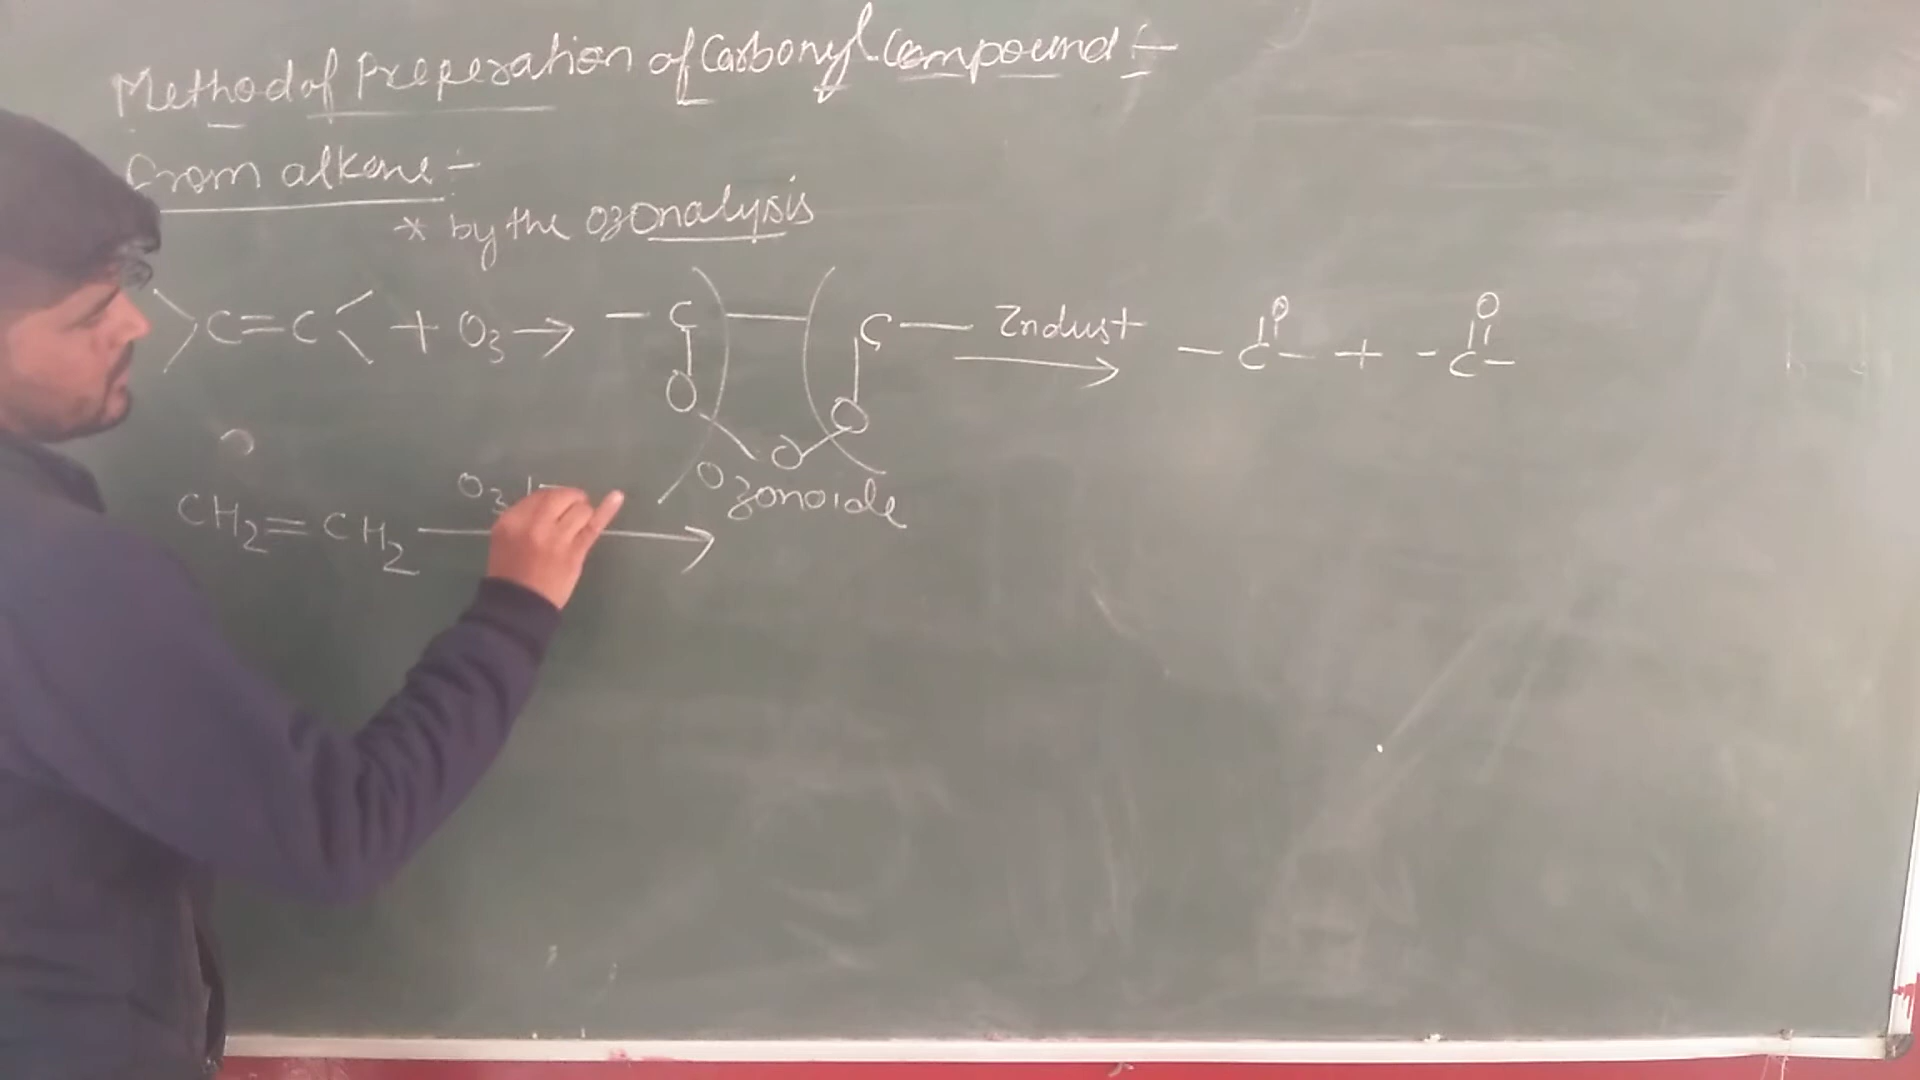 Method of Preperation of Carbonyl Compound :-
from alkene :-
* by the ozonalysis
>C=C< + O3 → -C-C- Zndust → -C- + -C-
O O O O O
Ozonoide
CH2=CH2 O3 →